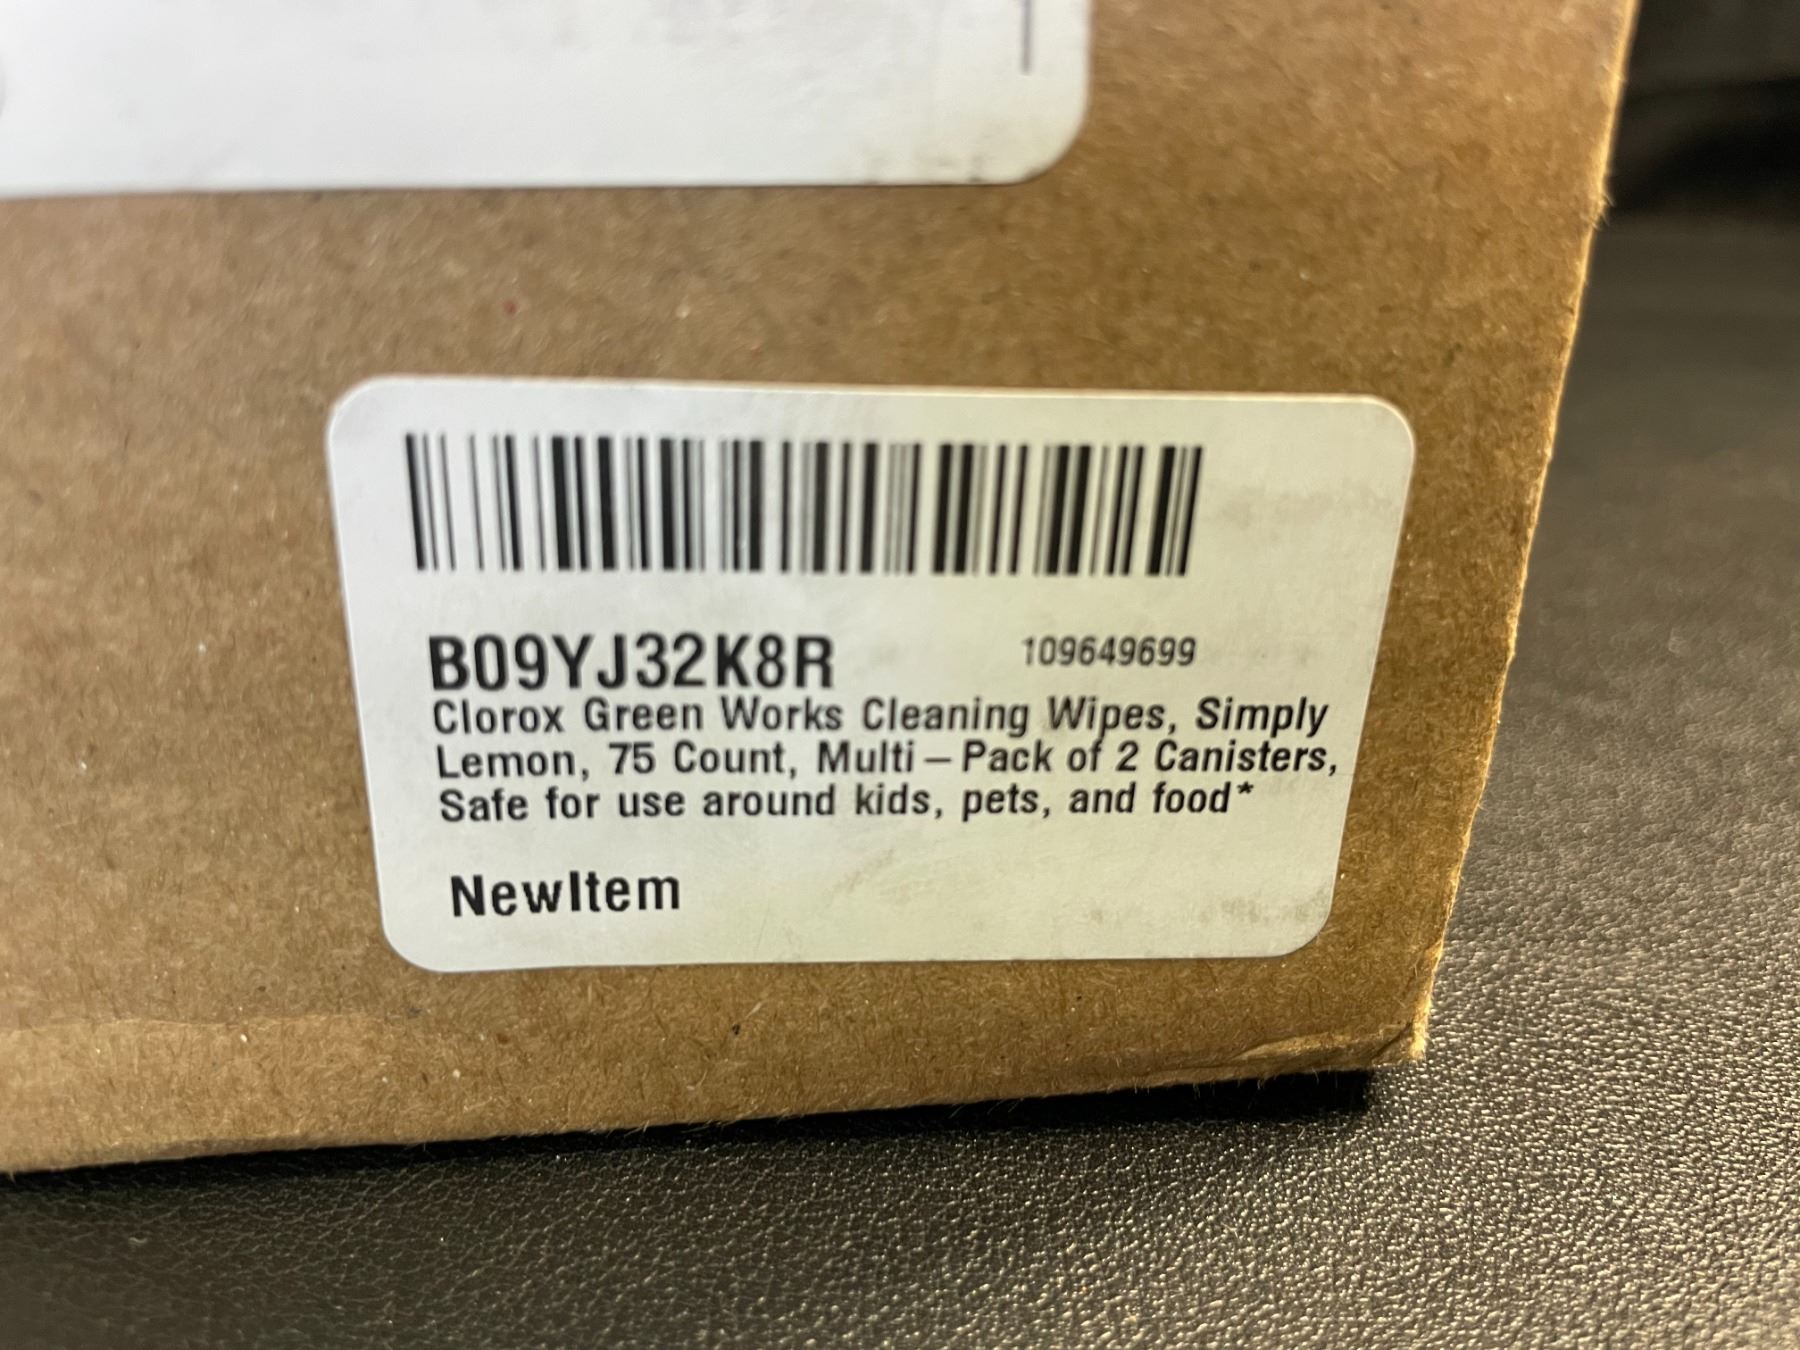 B09YJ32K8R 109649699
Clorox Green Works Cleaning Wipes, Simply
Lemon, 75 Count, Multi – Pack of 2 Canisters,
Safe for use around kids, pets, and food*
NewItem